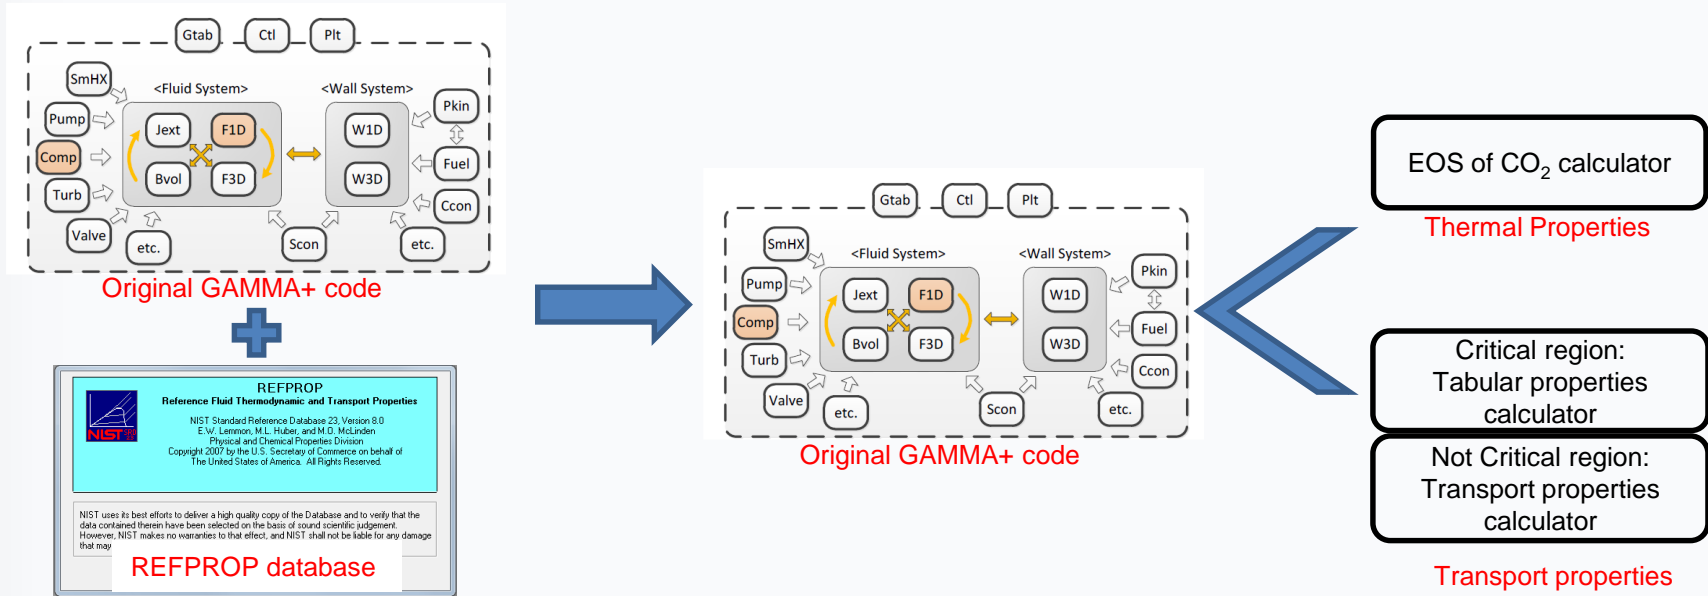 Gtab
Ctl
Plt
SmHX
<Fluid System>
<Wall System>
Pump
Jext
F1D
W1D
Pkin
Comp
Bvol
F3D
W3D
Fuel
Turb
Ccon
Valve
etc.
Scon
etc.
Original GAMMA+ code
REFPROP
Reference Fluid Thermodynamic and Transport Properties
NIST Standard Reference Database 23, Version 8.0
E.W. Lemmon, M.L. Huber, and M.O. McLinden
Physical and Chemical Properties Division
Copyright 2007 by the U.S. Secretary of Commerce on behalf of
The United States of America. All Rights Reserved.
NIST
NIST uses its best efforts to deliver a high quality copy of the Database and to verify that the
data contained therein have been selected on the basis of sound scientific judgement.
However, NIST makes no warranties to that effect, and NIST shall not be liable for any damage
that may
REFPROP database
Gtab
Ctl
Plt
SmHX
<Fluid System>
<Wall System>
Pump
Jext
F1D
W1D
Pkin
Comp
Bvol
F3D
W3D
Fuel
Turb
Ccon
Valve
etc.
Scon
etc.
Original GAMMA+ code
EOS of CO₂ calculator
Thermal Properties
Critical region:
Tabular properties
calculator
Not Critical region:
Transport properties
calculator
Transport properties